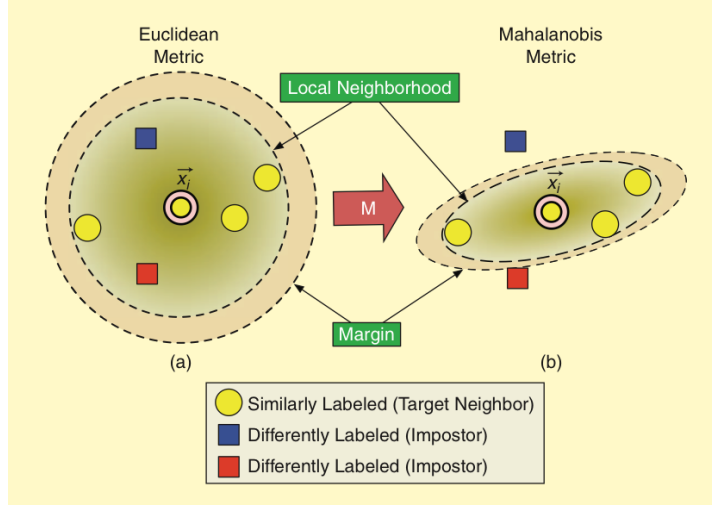 Euclidean
Metric
Mahalanobis
Metric
Local Neighborhood
x⃗ᵢ
x⃗ᵢ
M
Margin
(a)
(b)
Similarly Labeled (Target Neighbor)
Differently Labeled (Impostor)
Differently Labeled (Impostor)